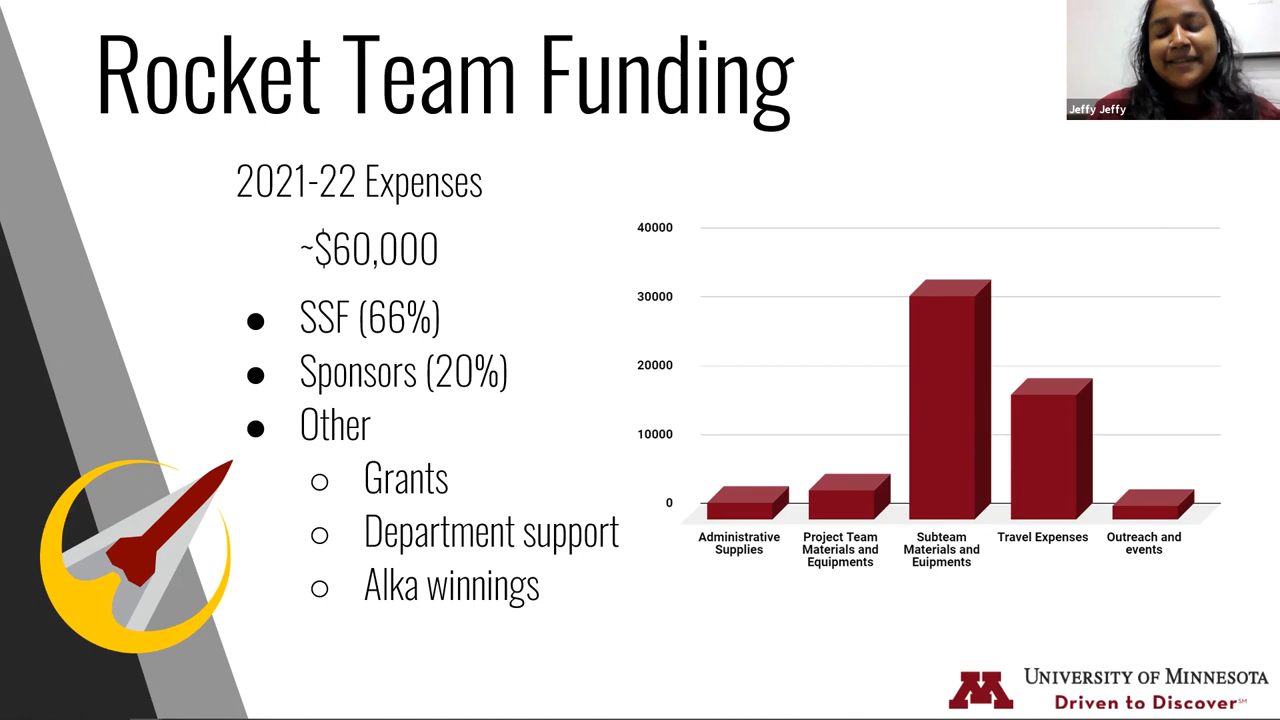 Rocket Team Funding
Jeffy Jeffy
2021-22 Expenses
~$60,000
● SSF (66%)
● Sponsors (20%)
● Other
○ Grants
○ Department support
○ Alka winnings
40000
30000
20000
10000
0
Administrative
Supplies
Project Team
Materials and
Equipments
Subteam
Materials and
Euipments
Travel Expenses
Outreach and
events
M
UNIVERSITY OF MINNESOTA
Driven to Discover℠